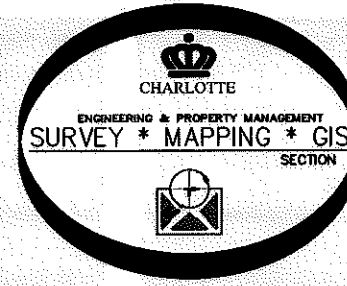 CHARLOTTE
ENGINEERING & PROPERTY MANAGEMENT
SURVEY * MAPPING * GIS
SECTION